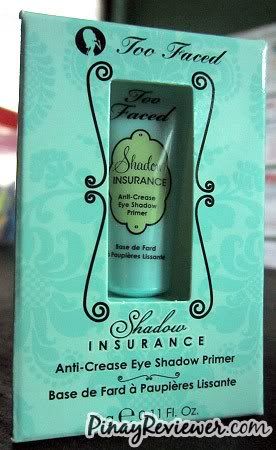 Too Faced
Too
Faced
Shadow
INSURANCE
Anti-Crease
Eye Shadow
Primer
Base de Fard
à Paupières Lissante
Shadow
INSURANCE
Anti-Crease Eye Shadow Primer
Base de Fard à Paupières Lissante
Fl. Oz.
PinayReviewer.com